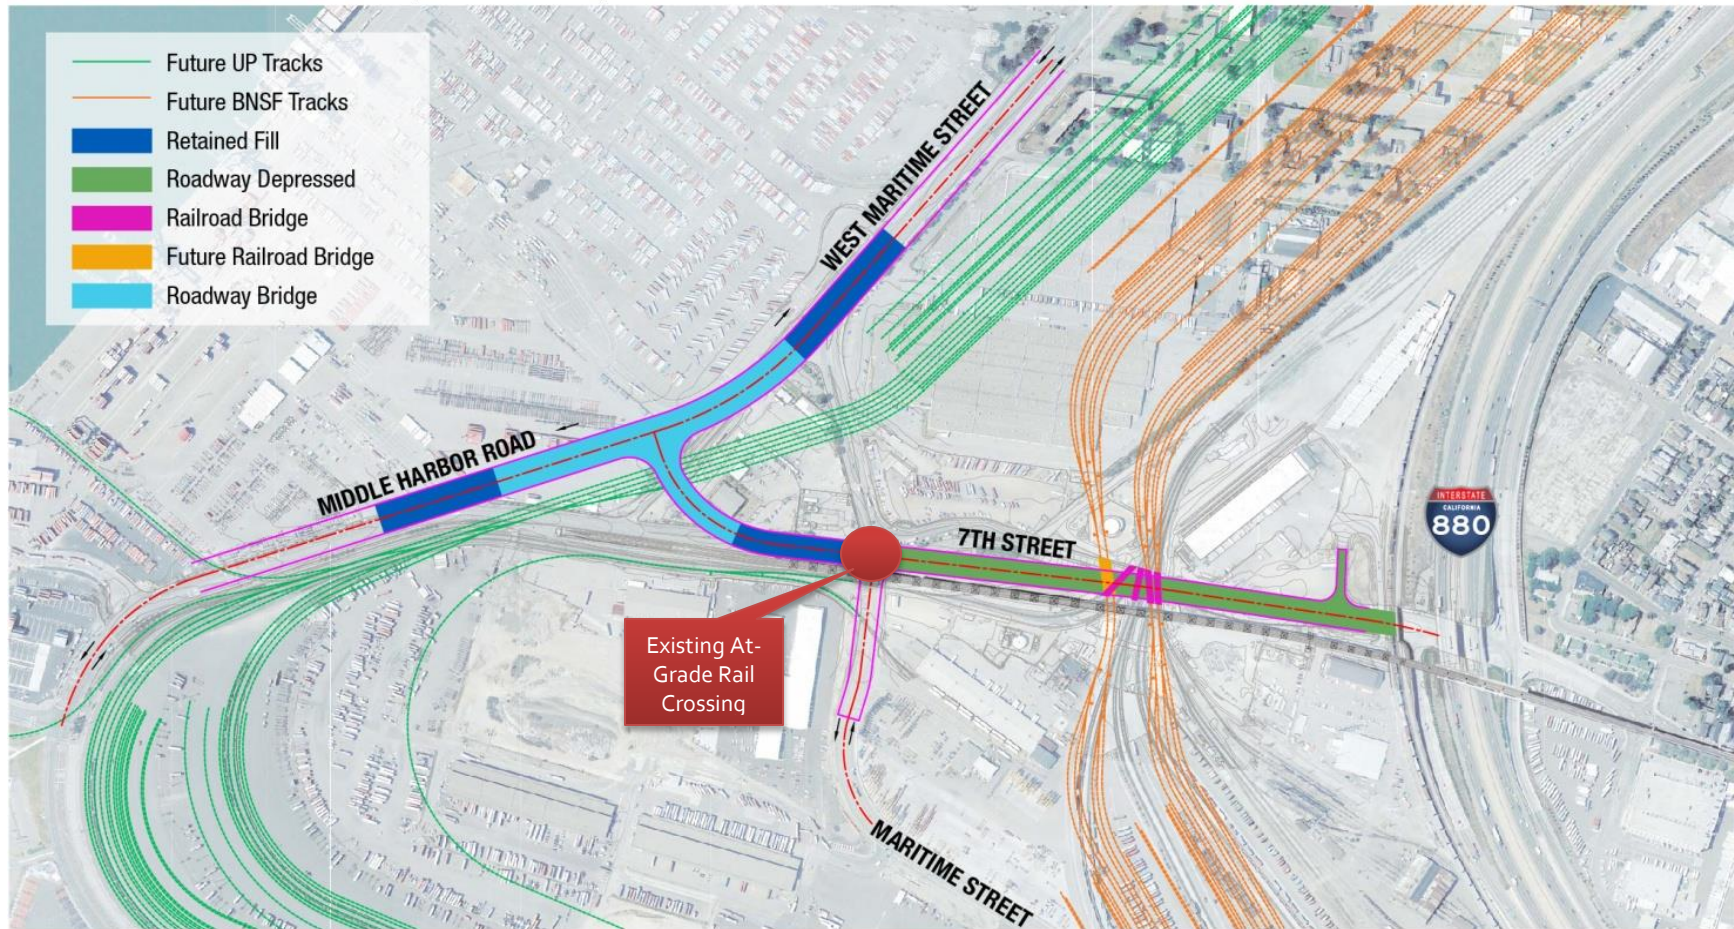 Future UP Tracks
Future BNSF Tracks
Retained Fill
Roadway Depressed
Railroad Bridge
Future Railroad Bridge
Roadway Bridge
WEST MARITIME STREET
MIDDLE HARBOR ROAD
7TH STREET
INTERSTATE
CALIFORNIA
880
Existing At-
Grade Rail
Crossing
MARITIME STREET